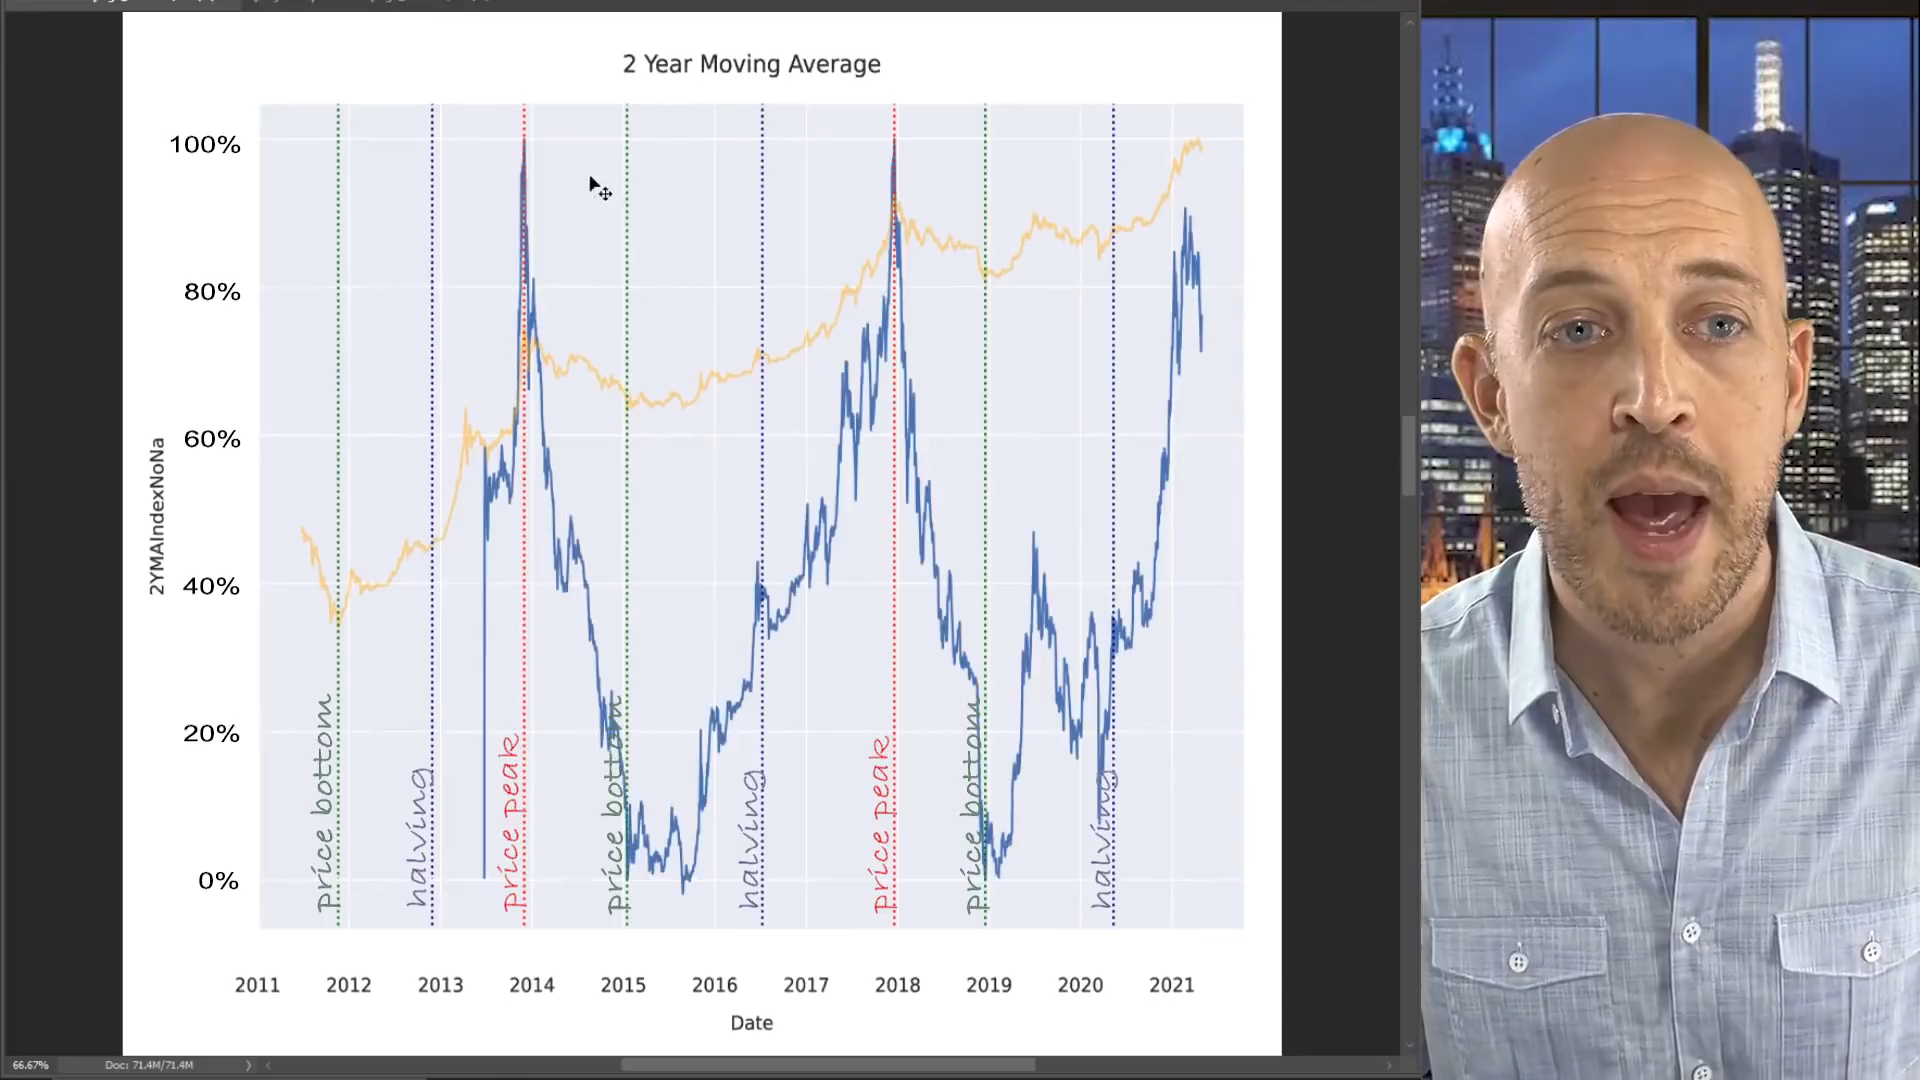 2 Year Moving Average
100%
80%
60%
40%
20%
0%
2YMAIndexNoNa
price bottom
halving
price peak
price bottom
halving
price peak
price bottom
halving
2011 2012 2013 2014 2015 2016 2017 2018 2019 2020 2021
Date
66.67% Doc: 71.4M/71.4M